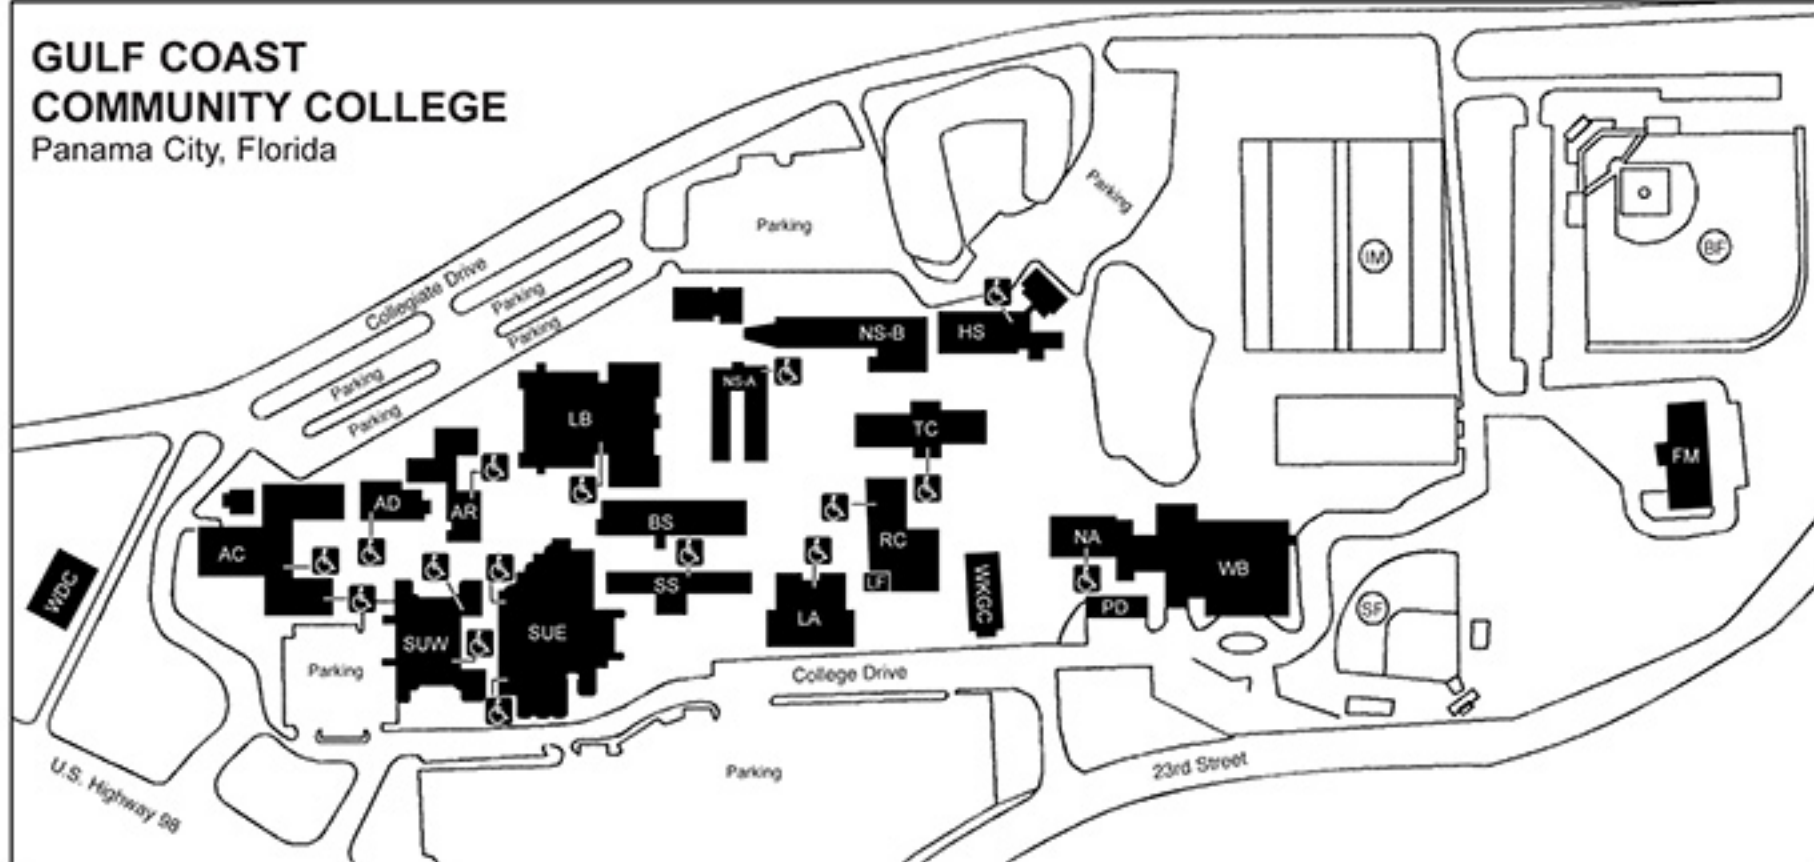 GULF COAST
COMMUNITY COLLEGE
Panama City, Florida
Parking
Parking
IM
BF
Collegiate Drive
Parking
Parking
NS-B
HS
Parking
Parking
NS-A
LB
TC
FM
AD
AR
BS
AC
RC
NA
WB
WDC
SS
LF
WKGC
PD
SF
LA
SUW
SUE
Parking
College Drive
Parking
23rd Street
U.S. Highway 98